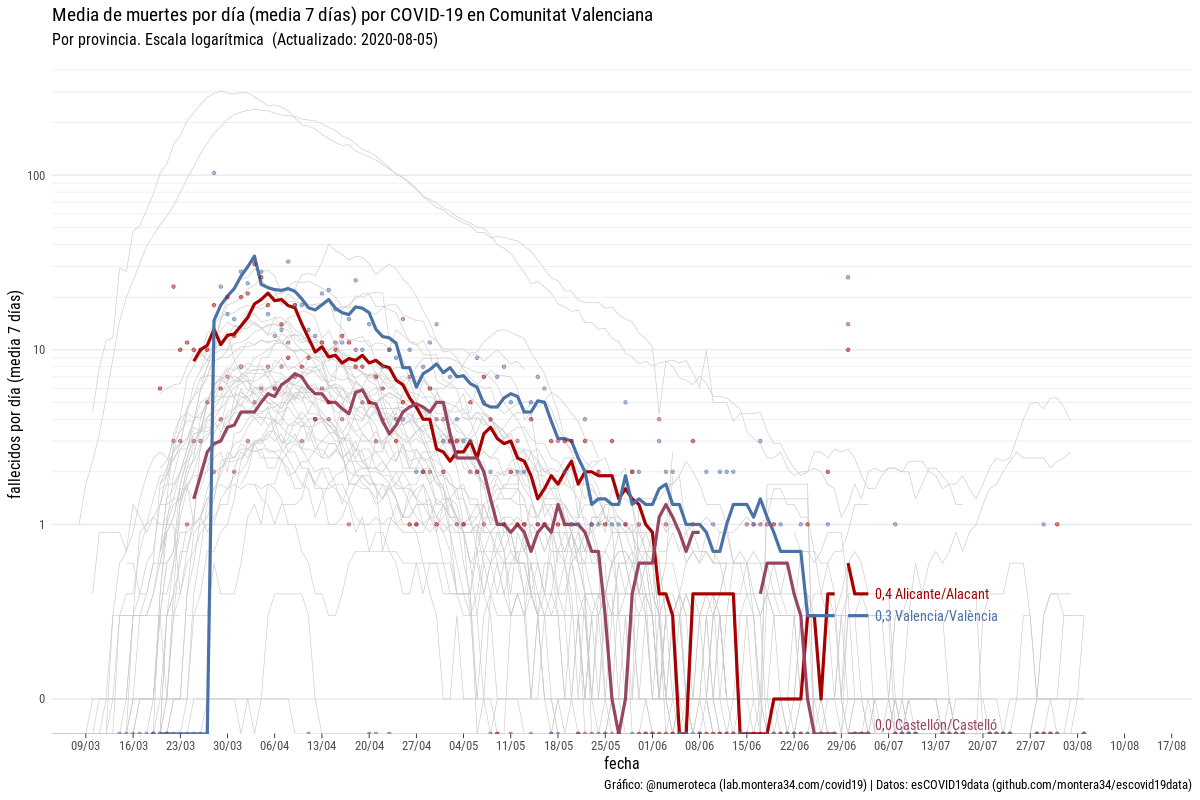 Media de muertes por día (media 7 días) por COVID-19 en Comunitat Valenciana
Por provincia. Escala logarítmica  (Actualizado: 2020-08-05)
fallecidos por día (media  7 días)
100
10
1
0
0,4 Alicante/Alacant
0,3 Valencia/València
0,0 Castellón/Castelló
09/03 16/03 23/03 30/03 06/04 13/04 20/04 27/04 04/05 11/05 18/05 25/05 01/06 08/06 15/06 22/06 29/06 06/07 13/07 20/07 27/07 03/08 10/08 17/08
fecha
Gráfico: @numeroteca (lab.montera34.com/covid19) | Datos: esCOVID19data (github.com/montera34/escovid19data)